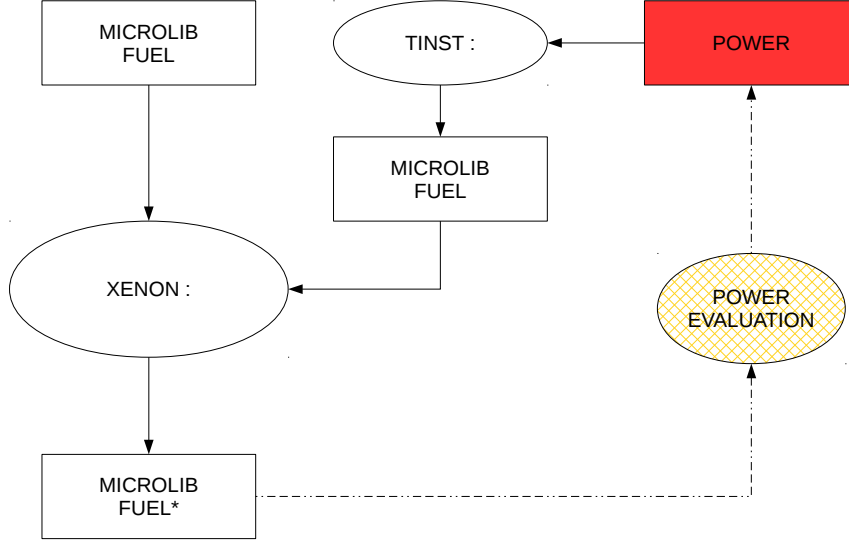 MICROLIB
FUEL
TINST :
POWER
MICROLIB
FUEL
XENON :
POWER
EVALUATION
MICROLIB
FUEL*